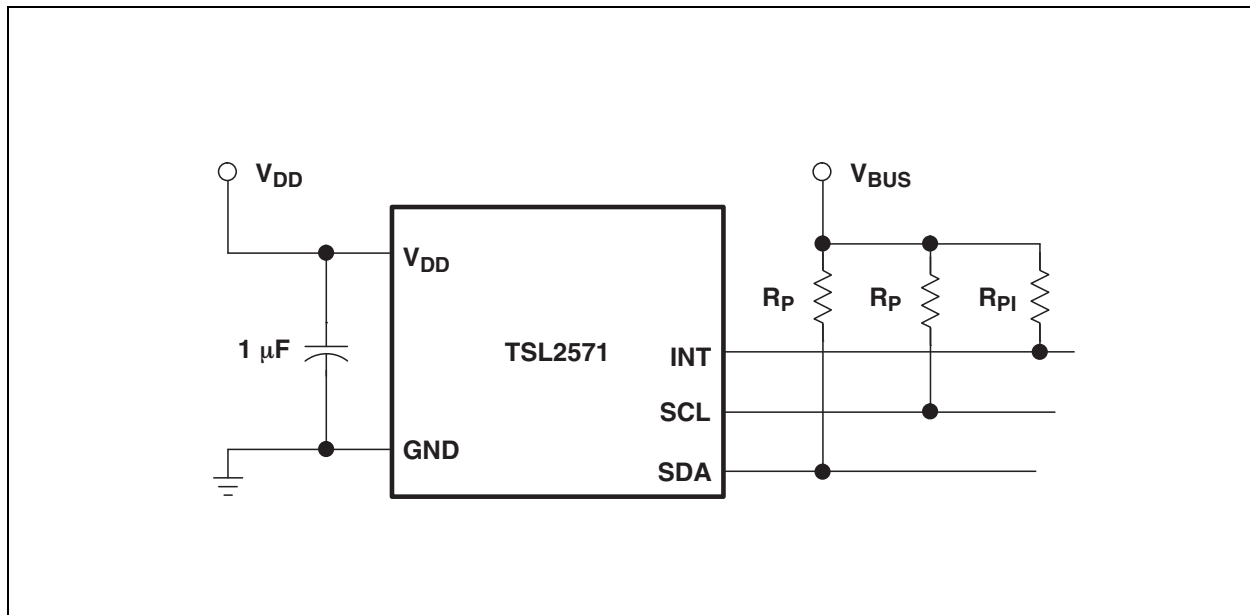 VDD
VBUS
VDD
RP
RP
RPI
1 μF
TSL2571
INT
SCL
GND
SDA